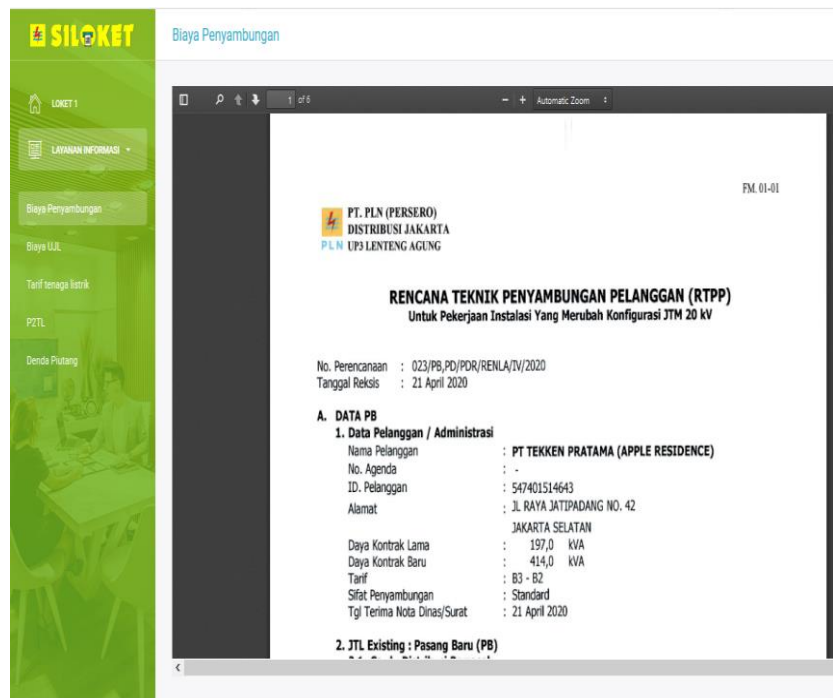 SILOKET
Biaya Penyambungan
LOKET 1
LAYANAN INFORMASI
Biaya Penyambungan
Biaya UJL
Tarif tenaga listrik
P2TL
Denda Piutang
1 of 6
Automatic Zoom
FM. 01-01
PT. PLN (PERSERO)
DISTRIBUSI JAKARTA
PLN UP3 LENTENG AGUNG
RENCANA TEKNIK PENYAMBUNGAN PELANGGAN (RTPP)
Untuk Pekerjaan Instalasi Yang Merubah Konfigurasi JTM 20 kV
No. Perencanaan : 023/PB,PD/PDR/RENLA/IV/2020
Tanggal Reksis : 21 April 2020
A. DATA PB
1. Data Pelanggan / Administrasi
Nama Pelanggan : PT TEKKEN PRATAMA (APPLE RESIDENCE)
No. Agenda : -
ID. Pelanggan : 547401514643
Alamat : JL RAYA JATIPADANG NO. 42
JAKARTA SELATAN
Daya Kontrak Lama : 197,0 kVA
Daya Kontrak Baru : 414,0 kVA
Tarif : B3 - B2
Sifat Penyambungan : Standard
Tgl Terima Nota Dinas/Surat : 21 April 2020
2. JTL Existing : Pasang Baru (PB)